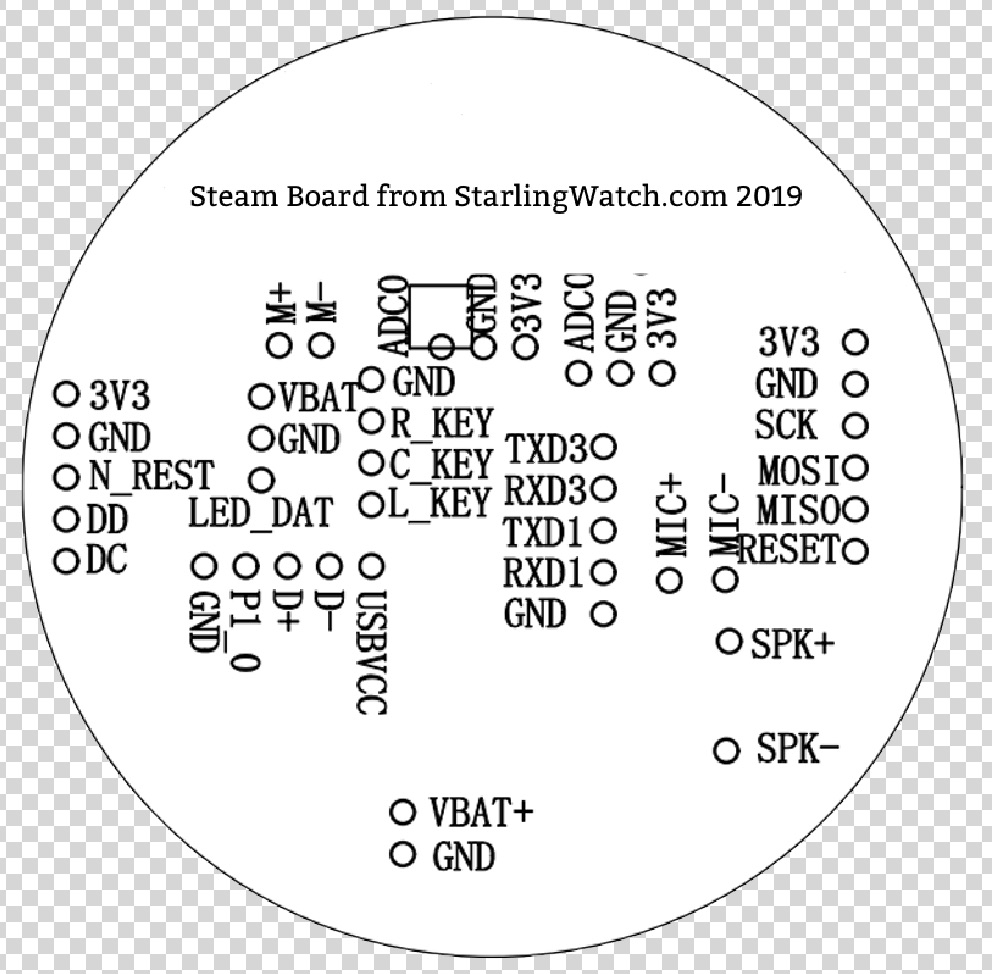 Steam Board from StarlingWatch.com 2019
M+
M-
ADC0
GND
3V3
ADC0
GND
3V3
3V3
GND
SCK
MOSI
MISO
RESET
3V3
GND
N_REST
DD
DC
VBAT
GND
LED_DAT
GND
R_KEY
C_KEY
L_KEY
TXD3
RXD3
TXD1
RXD1
GND
MIC+
MIC-
GND
P1_0
D+
D-
USBVCC
SPK+
SPK-
VBAT+
GND